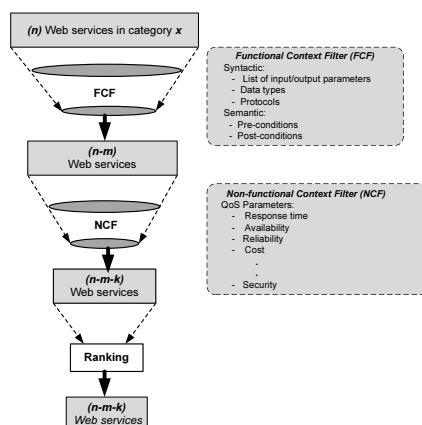 (n) Web services in category x
FCF
(n-m)
Web services
NCF
(n-m-k)
Web services
Ranking
(n-m-k)
Web services
Functional Context Filter (FCF)
Syntactic:
- List of input/output parameters
- Data types
- Protocols
Semantic:
- Pre-conditions
- Post-conditions
Non-functional Context Filter (NCF)
QoS Parameters:
- Response time
- Availability
- Reliability
- Cost
.
.
- Security